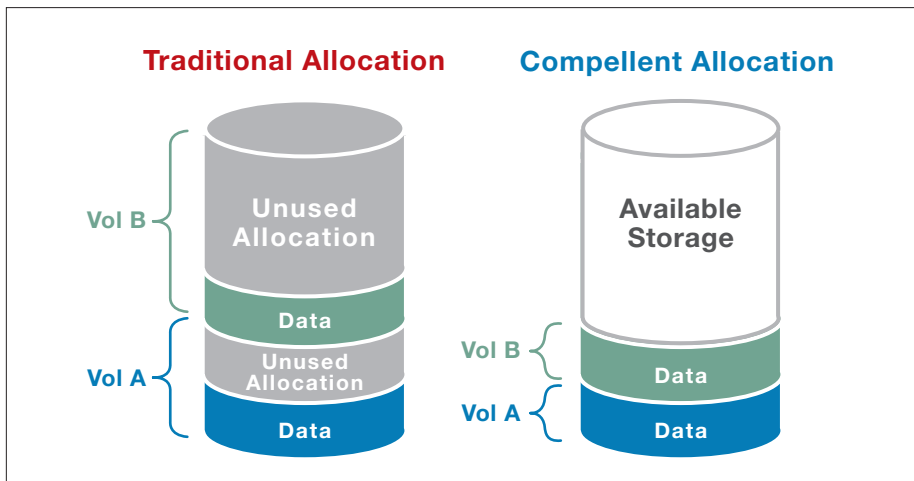 Traditional Allocation
Vol B
Unused
Allocation
Data
Vol A
Unused
Allocation
Data
Compellent Allocation
Available
Storage
Vol B
Data
Vol A
Data